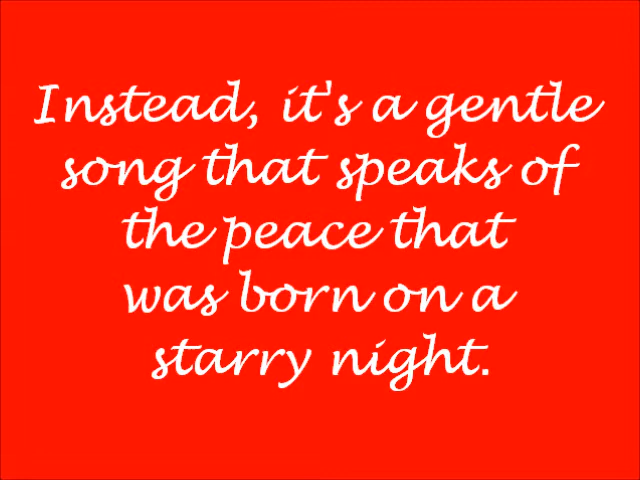 Instead, it's a gentle
song that speaks of
the peace that
was born on a
starry night.